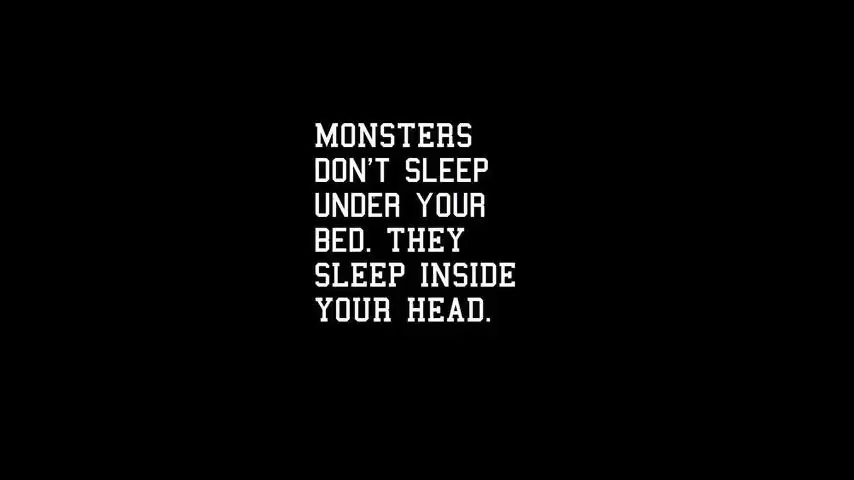 MONSTERS
DON'T SLEEP
UNDER YOUR
BED. THEY
SLEEP INSIDE
YOUR HEAD.